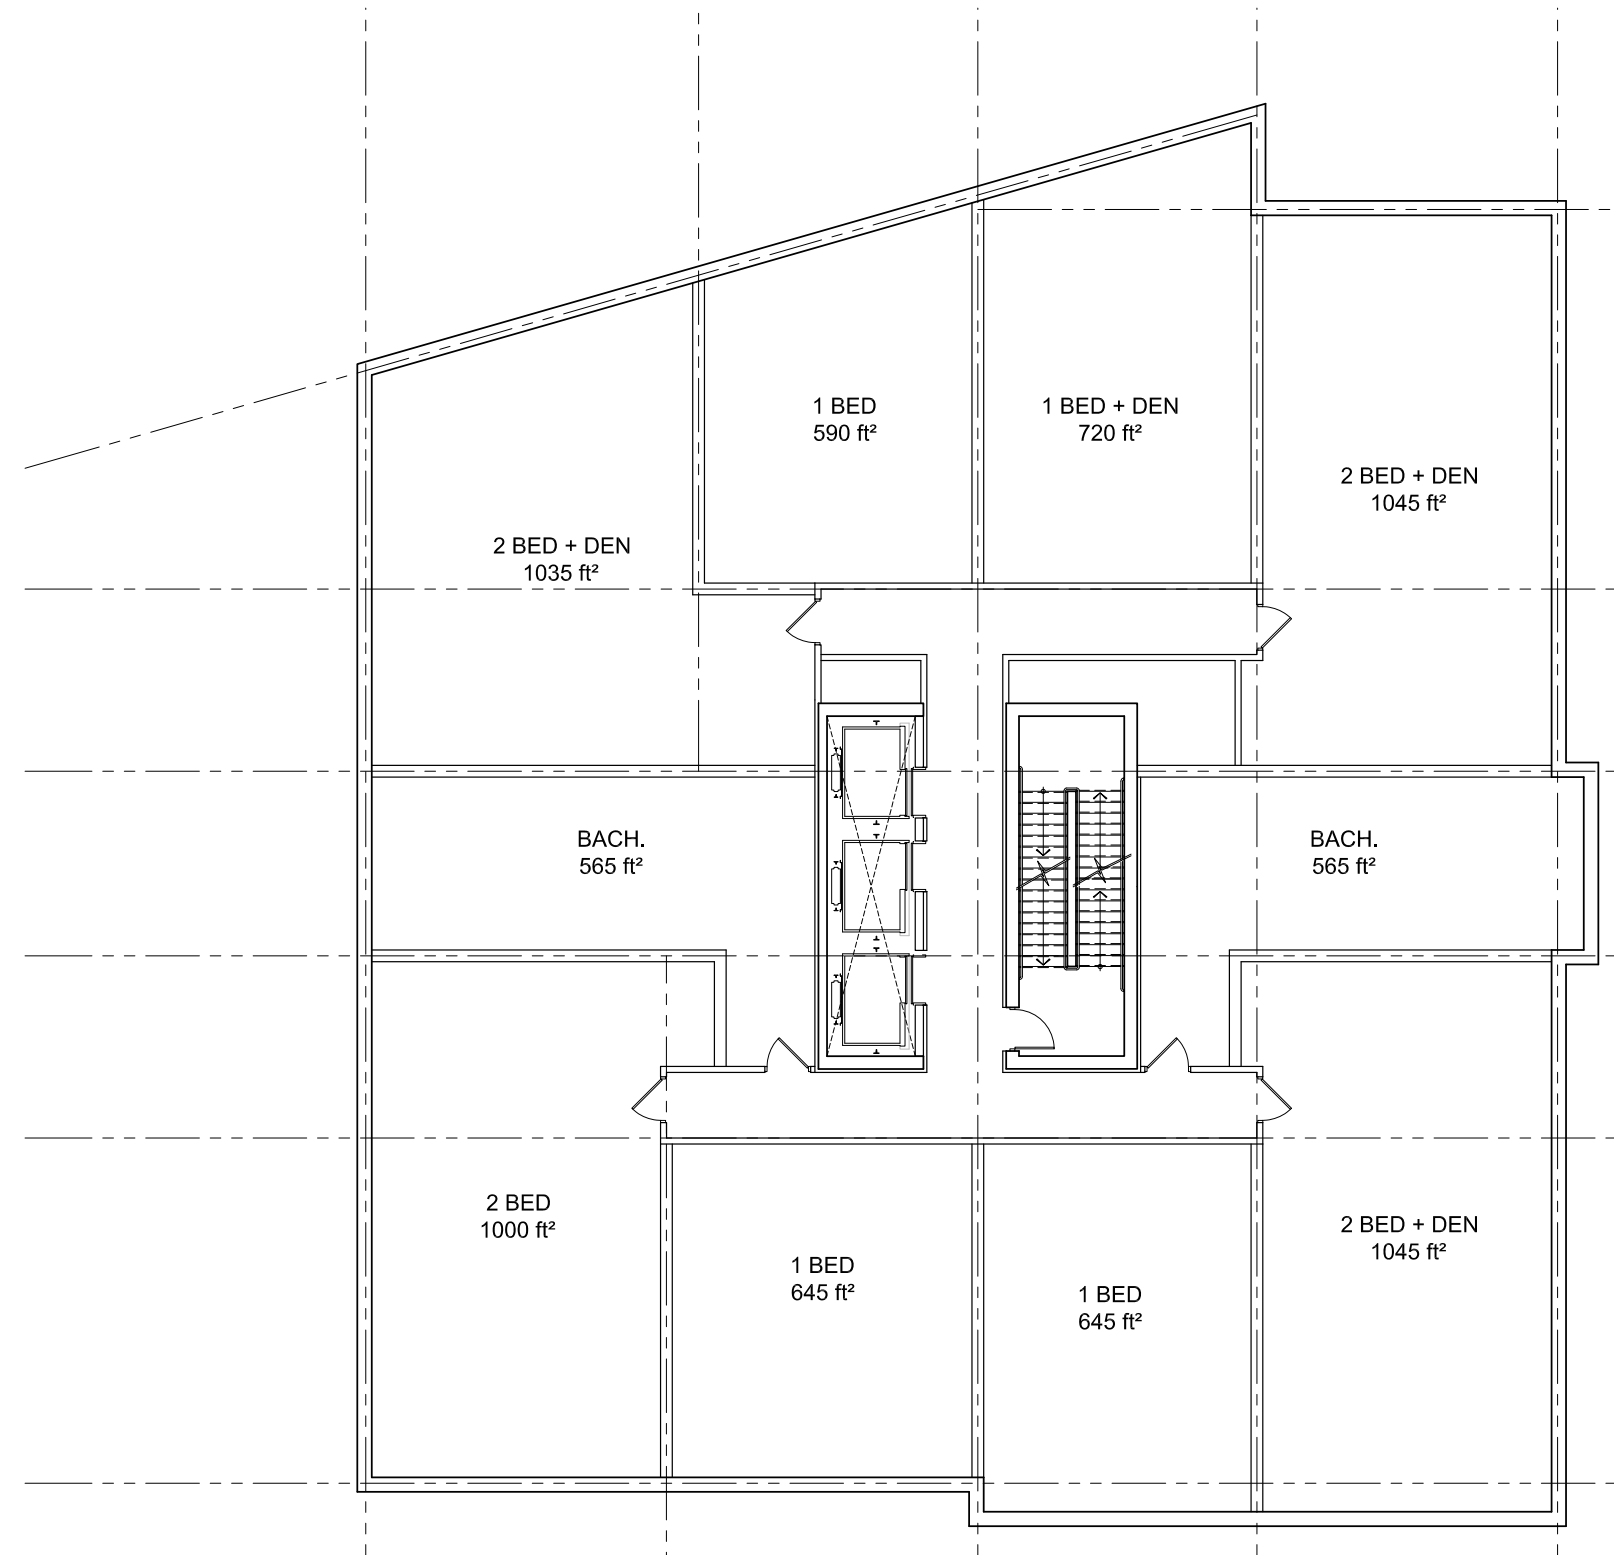 1 BED
590 ft²
1 BED + DEN
720 ft²
2 BED + DEN
1045 ft²
2 BED + DEN
1035 ft²
BACH.
565 ft²
BACH.
565 ft²
2 BED
1000 ft²
1 BED
645 ft²
1 BED
645 ft²
2 BED + DEN
1045 ft²